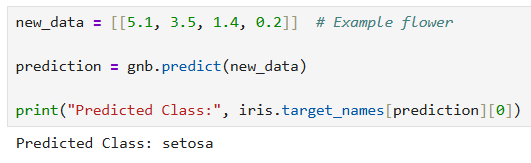 new_data = [[5.1, 3.5, 1.4, 0.2]]  # Example flower
prediction = gnb.predict(new_data)
print("Predicted Class:", iris.target_names[prediction][0])
Predicted Class: setosa